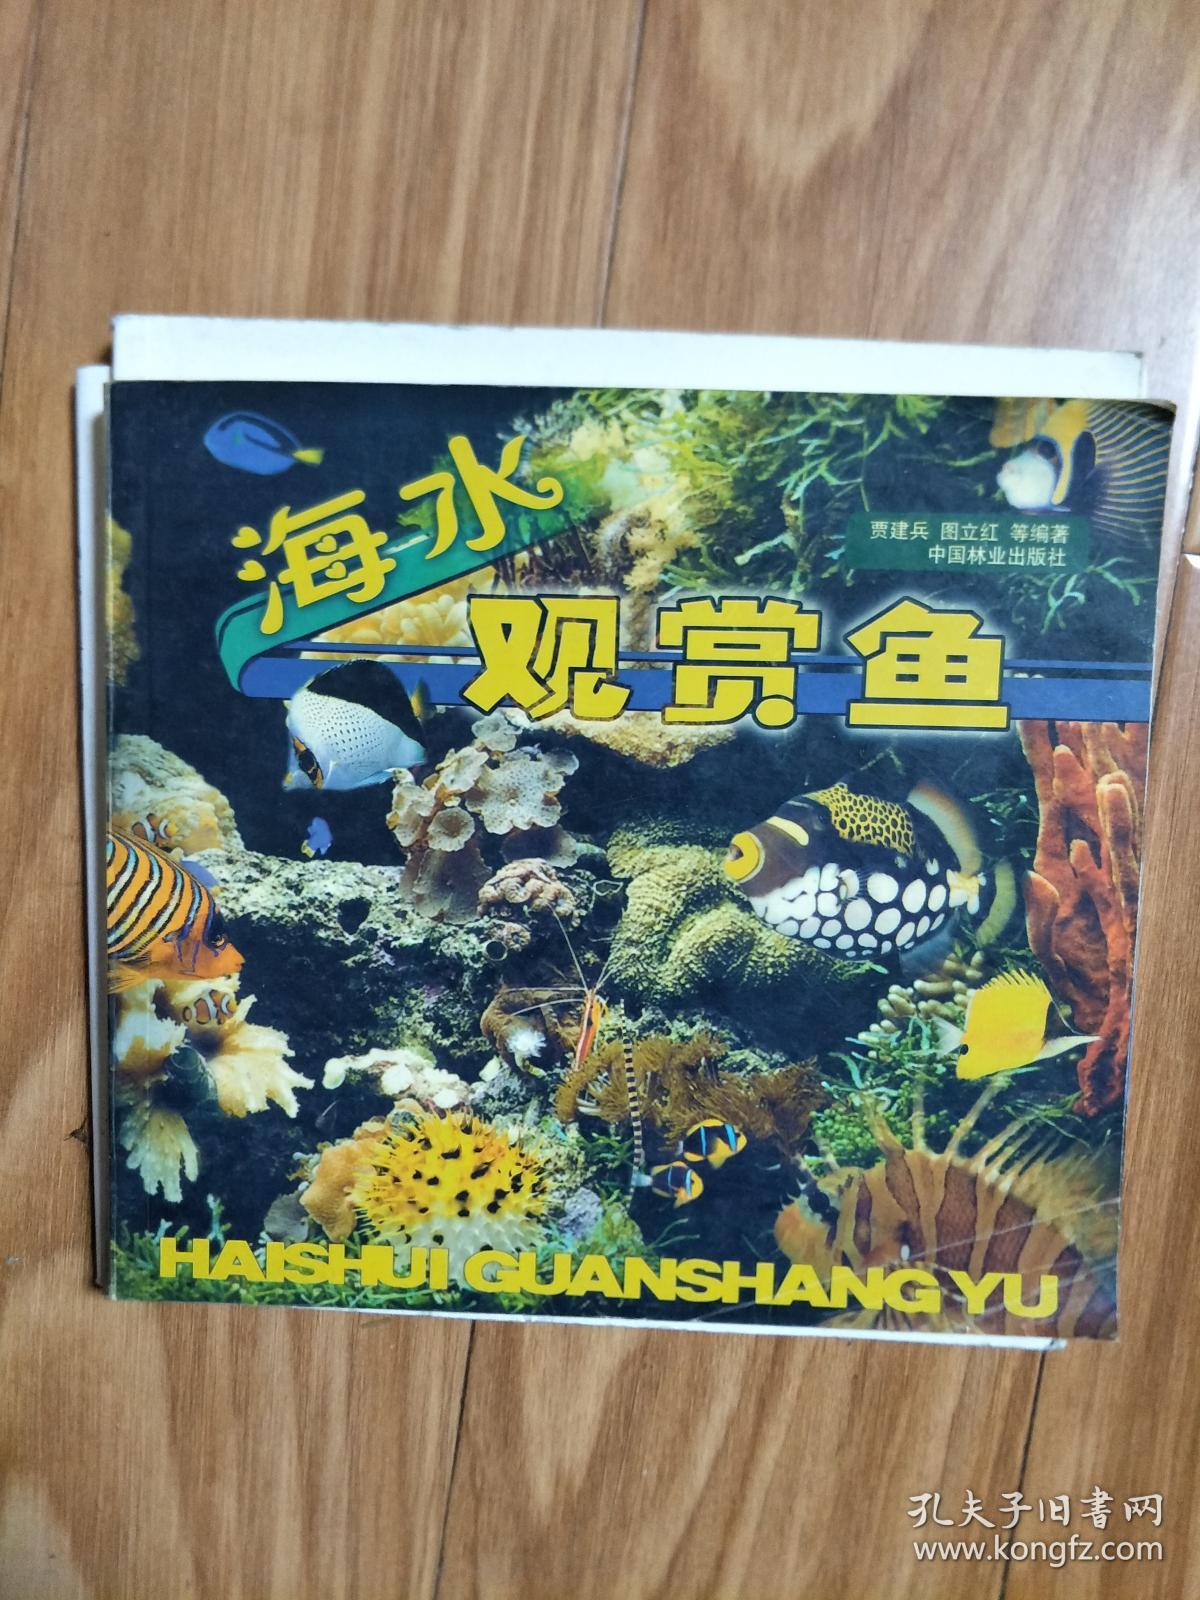 海水
观赏鱼
贾建兵 图立红 等编著
中国林业出版社
HAISHUI GUANSHANG YU
孔夫子旧書网
www.kongfz.com